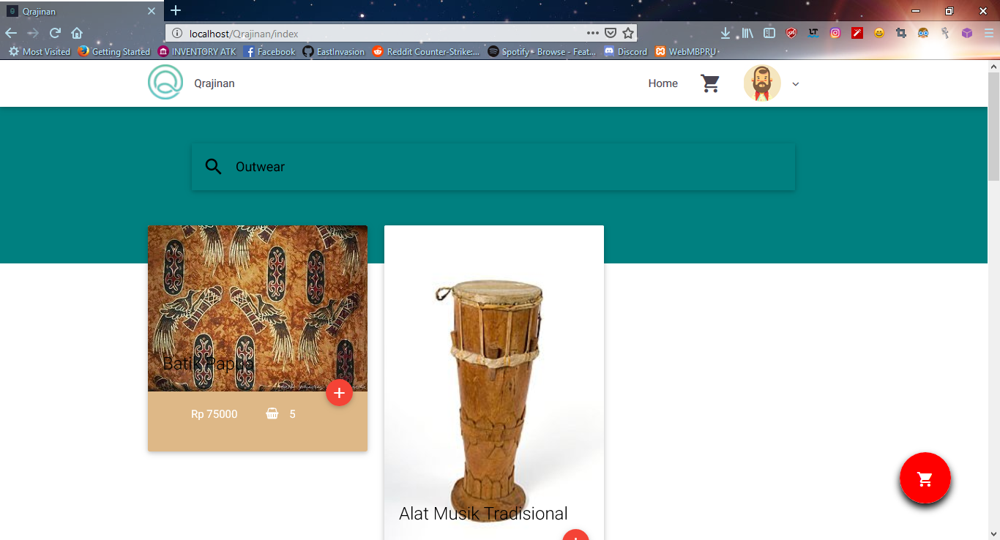 Qrajinan
localhost/Qrajinan/index
Most Visited Getting Started INVENTORY ATK Facebook EastInvasion Reddit Counter-Strike:... Spotify - Browse - Feat... Discord WebMBPRU
Qrajinan Home
Outwear
Batik Papua
Rp 75000 5
Alat Musik Tradisional